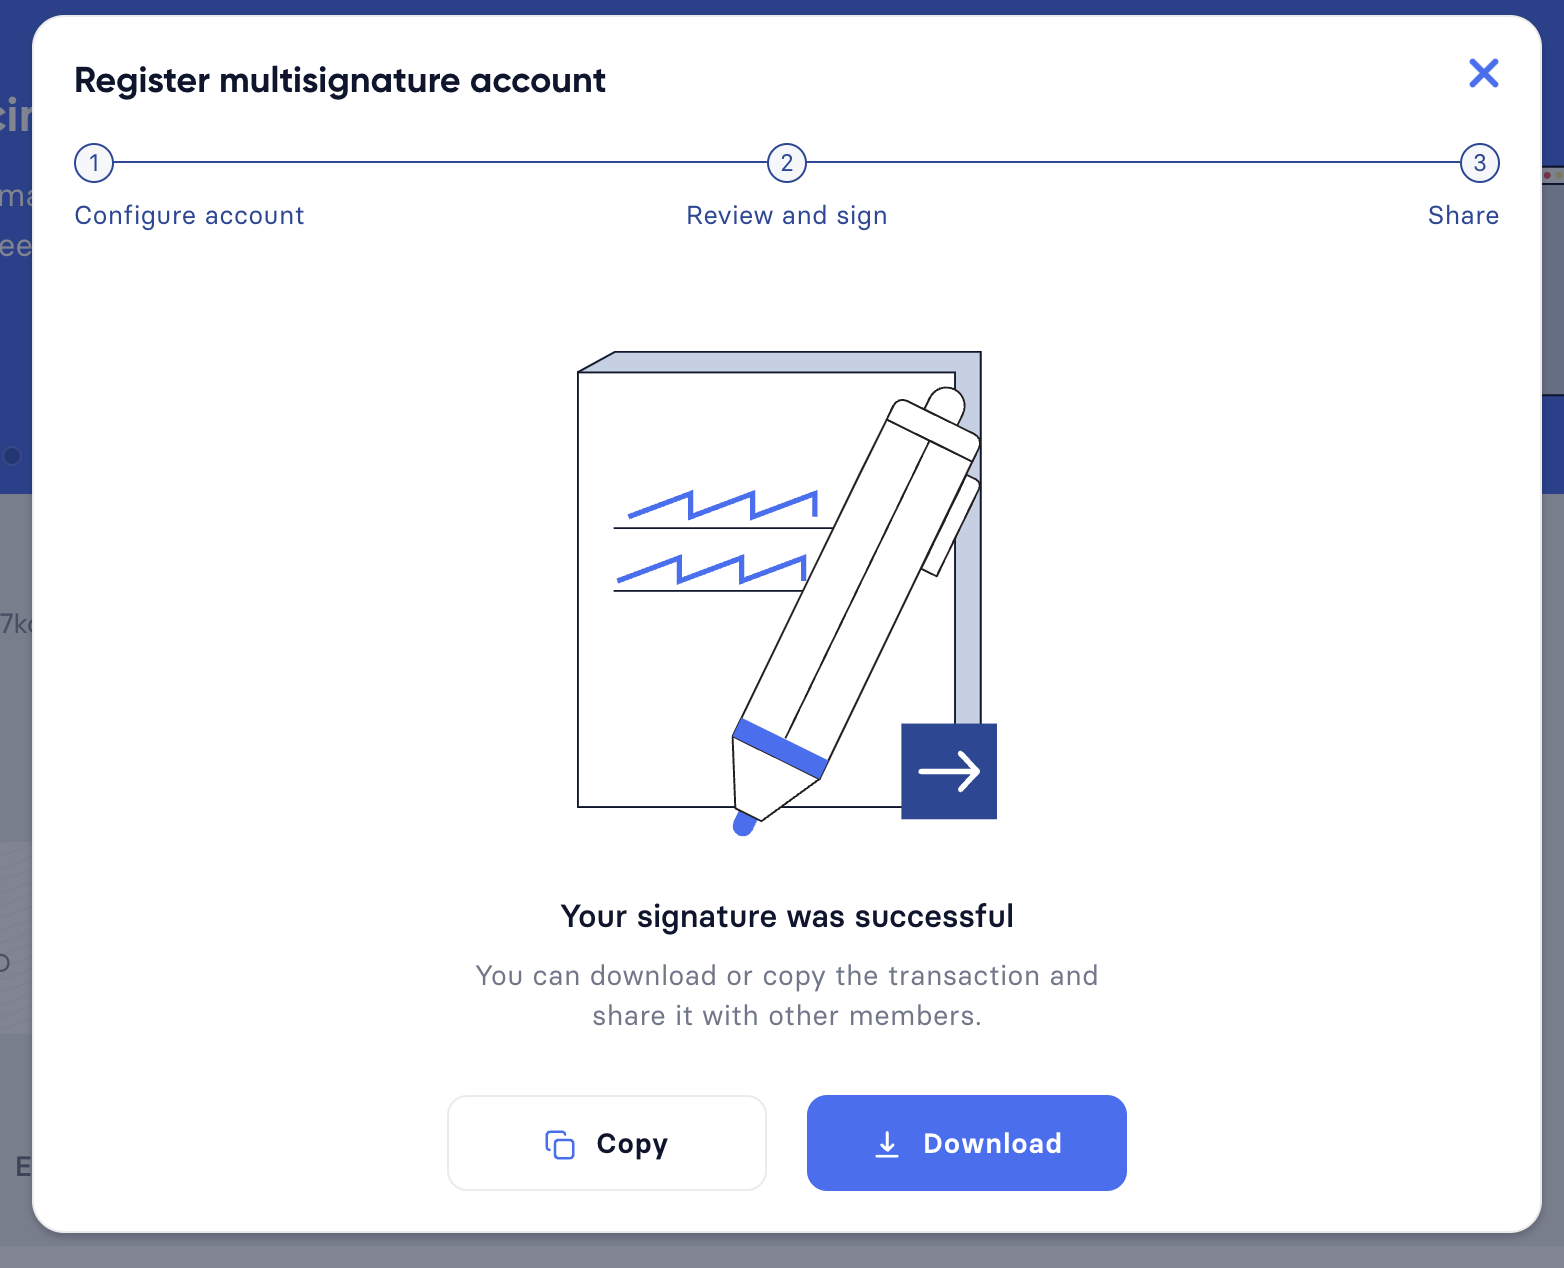 Register multisignature account
1
2
3
Configure account
Review and sign
Share
Your signature was successful
You can download or copy the transaction and
share it with other members.
Copy
Download